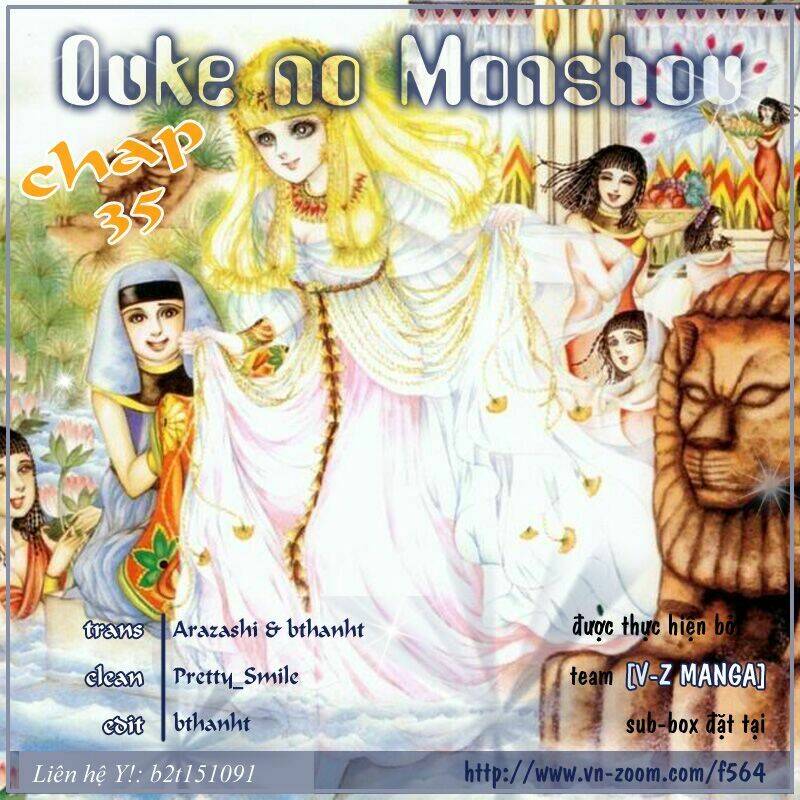 Ouke no Monshou
chap
35
trans Arazashi & bthanht
clean Pretty_Smile
edit bthanht
được thực hiện bở
team [V-Z MANGA]
sub-box đặt tại
Liên hệ Y!: b2t151091
http://www.vn-zoom.com/f564